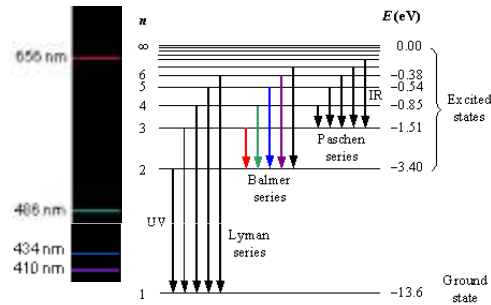 656 nm
486 nm
434 nm
410 nm
n
E(eV)
∞
0.00
6
−0.38
5
−0.54
IR
4
−0.85
Excited
states
3
−1.51
Paschen
series
2
−3.40
Balmer
series
UV
Lyman
series
Ground
state
1
−13.6